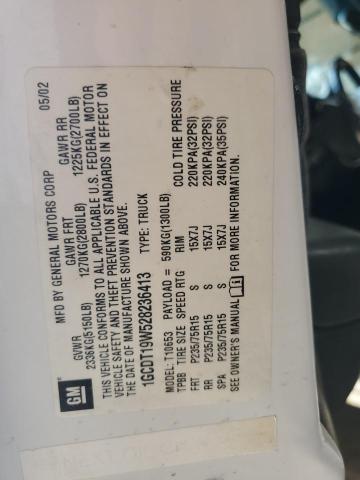 GM
MFD BY GENERAL MOTORS CORP 05/02
GVWR GAWR FRT GAWR RR
2336KG(5150LB) 1270KG(2800LB) 1225KG(2700LB)
THIS VEHICLE CONFORMS TO ALL APPLICABLE U.S. FEDERAL MOTOR
VEHICLE SAFETY AND THEFT PREVENTION STANDARDS IN EFFECT ON
THE DATE OF MANUFACTURE SHOWN ABOVE.
1GCDT19W528236413 TYPE: TRUCK
MODEL: T10653 PAYLOAD = 590KG(1300LB)
TPBB TIRE SIZE SPEED RTG RIM COLD TIRE PRESSURE
FRT P235/75R15 S 15X7J 220KPA(32PSI)
RR P235/75R15 S 15X7J 220KPA(32PSI)
SPA P235/75R15 S 15X7J 240KPA(35PSI)
SEE OWNER'S MANUAL FOR MORE INFORMATION.